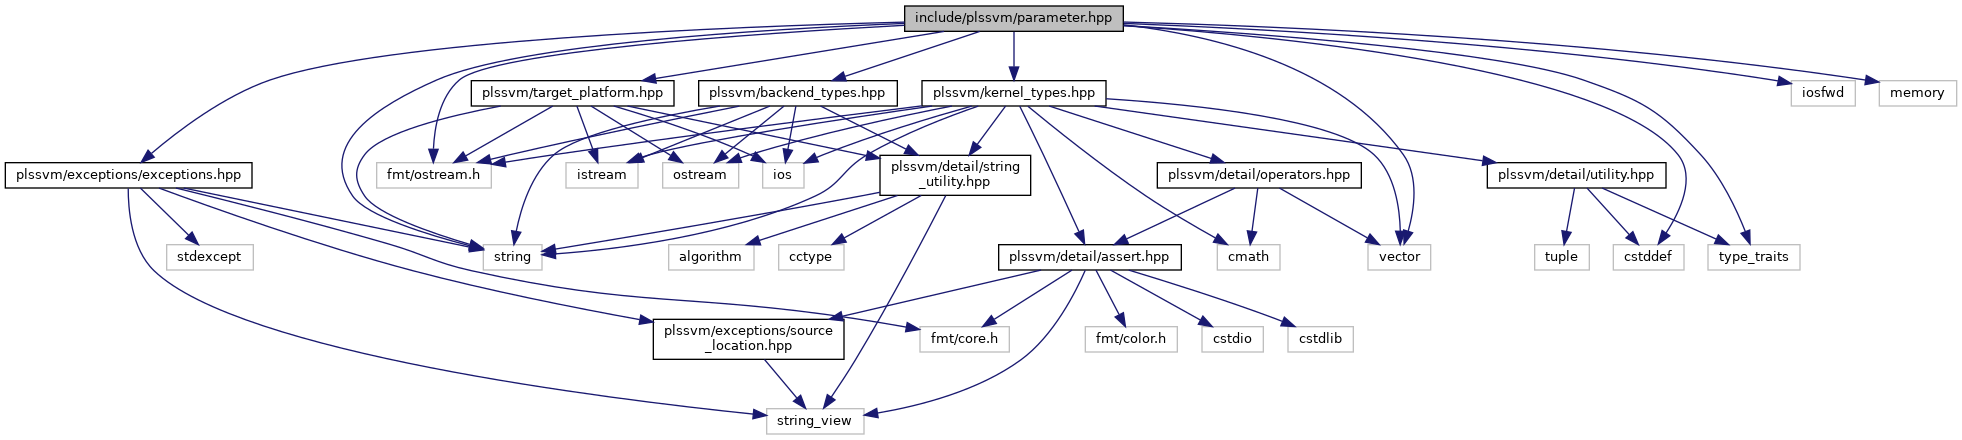 include/plssvm/parameter.hpp
plssvm/target_platform.hpp
plssvm/backend_types.hpp
plssvm/kernel_types.hpp
iosfwd
memory
plssvm/exceptions/exceptions.hpp
fmt/ostream.h
istream
ostream
ios
plssvm/detail/string
_utility.hpp
plssvm/detail/operators.hpp
plssvm/detail/utility.hpp
stdexcept
string
algorithm
cctype
plssvm/detail/assert.hpp
cmath
vector
tuple
cstddef
type_traits
plssvm/exceptions/source
_location.hpp
fmt/core.h
fmt/color.h
cstdio
cstdlib
string_view